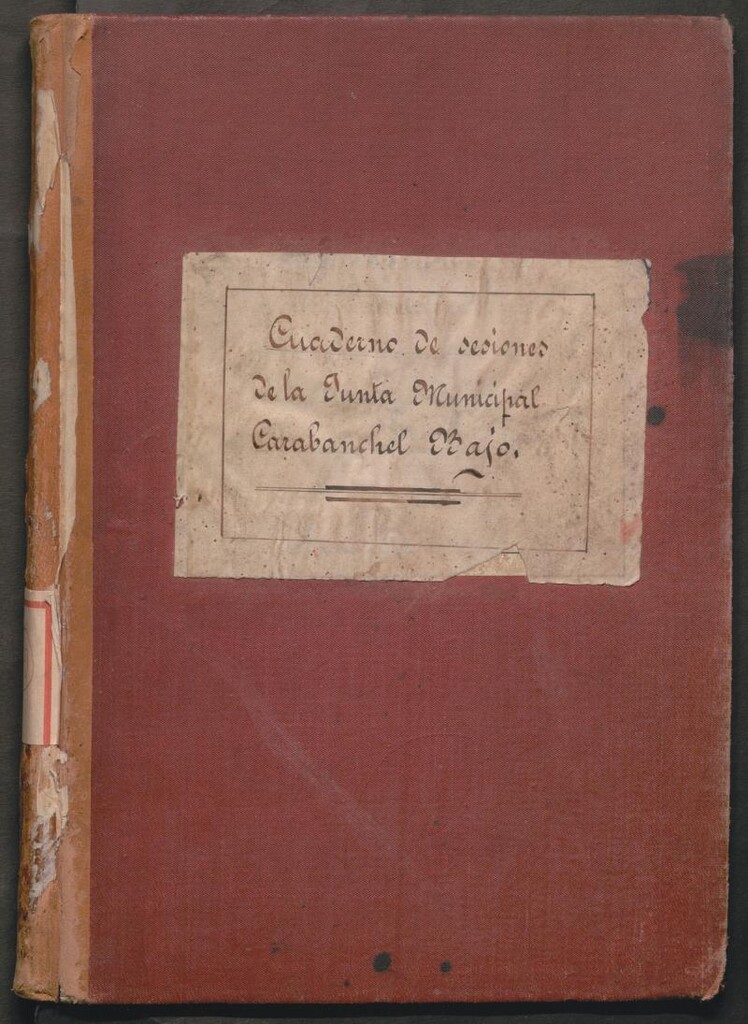 Cuaderno de sesiones
de la Junta Municipal
Carabanchel Bajo.